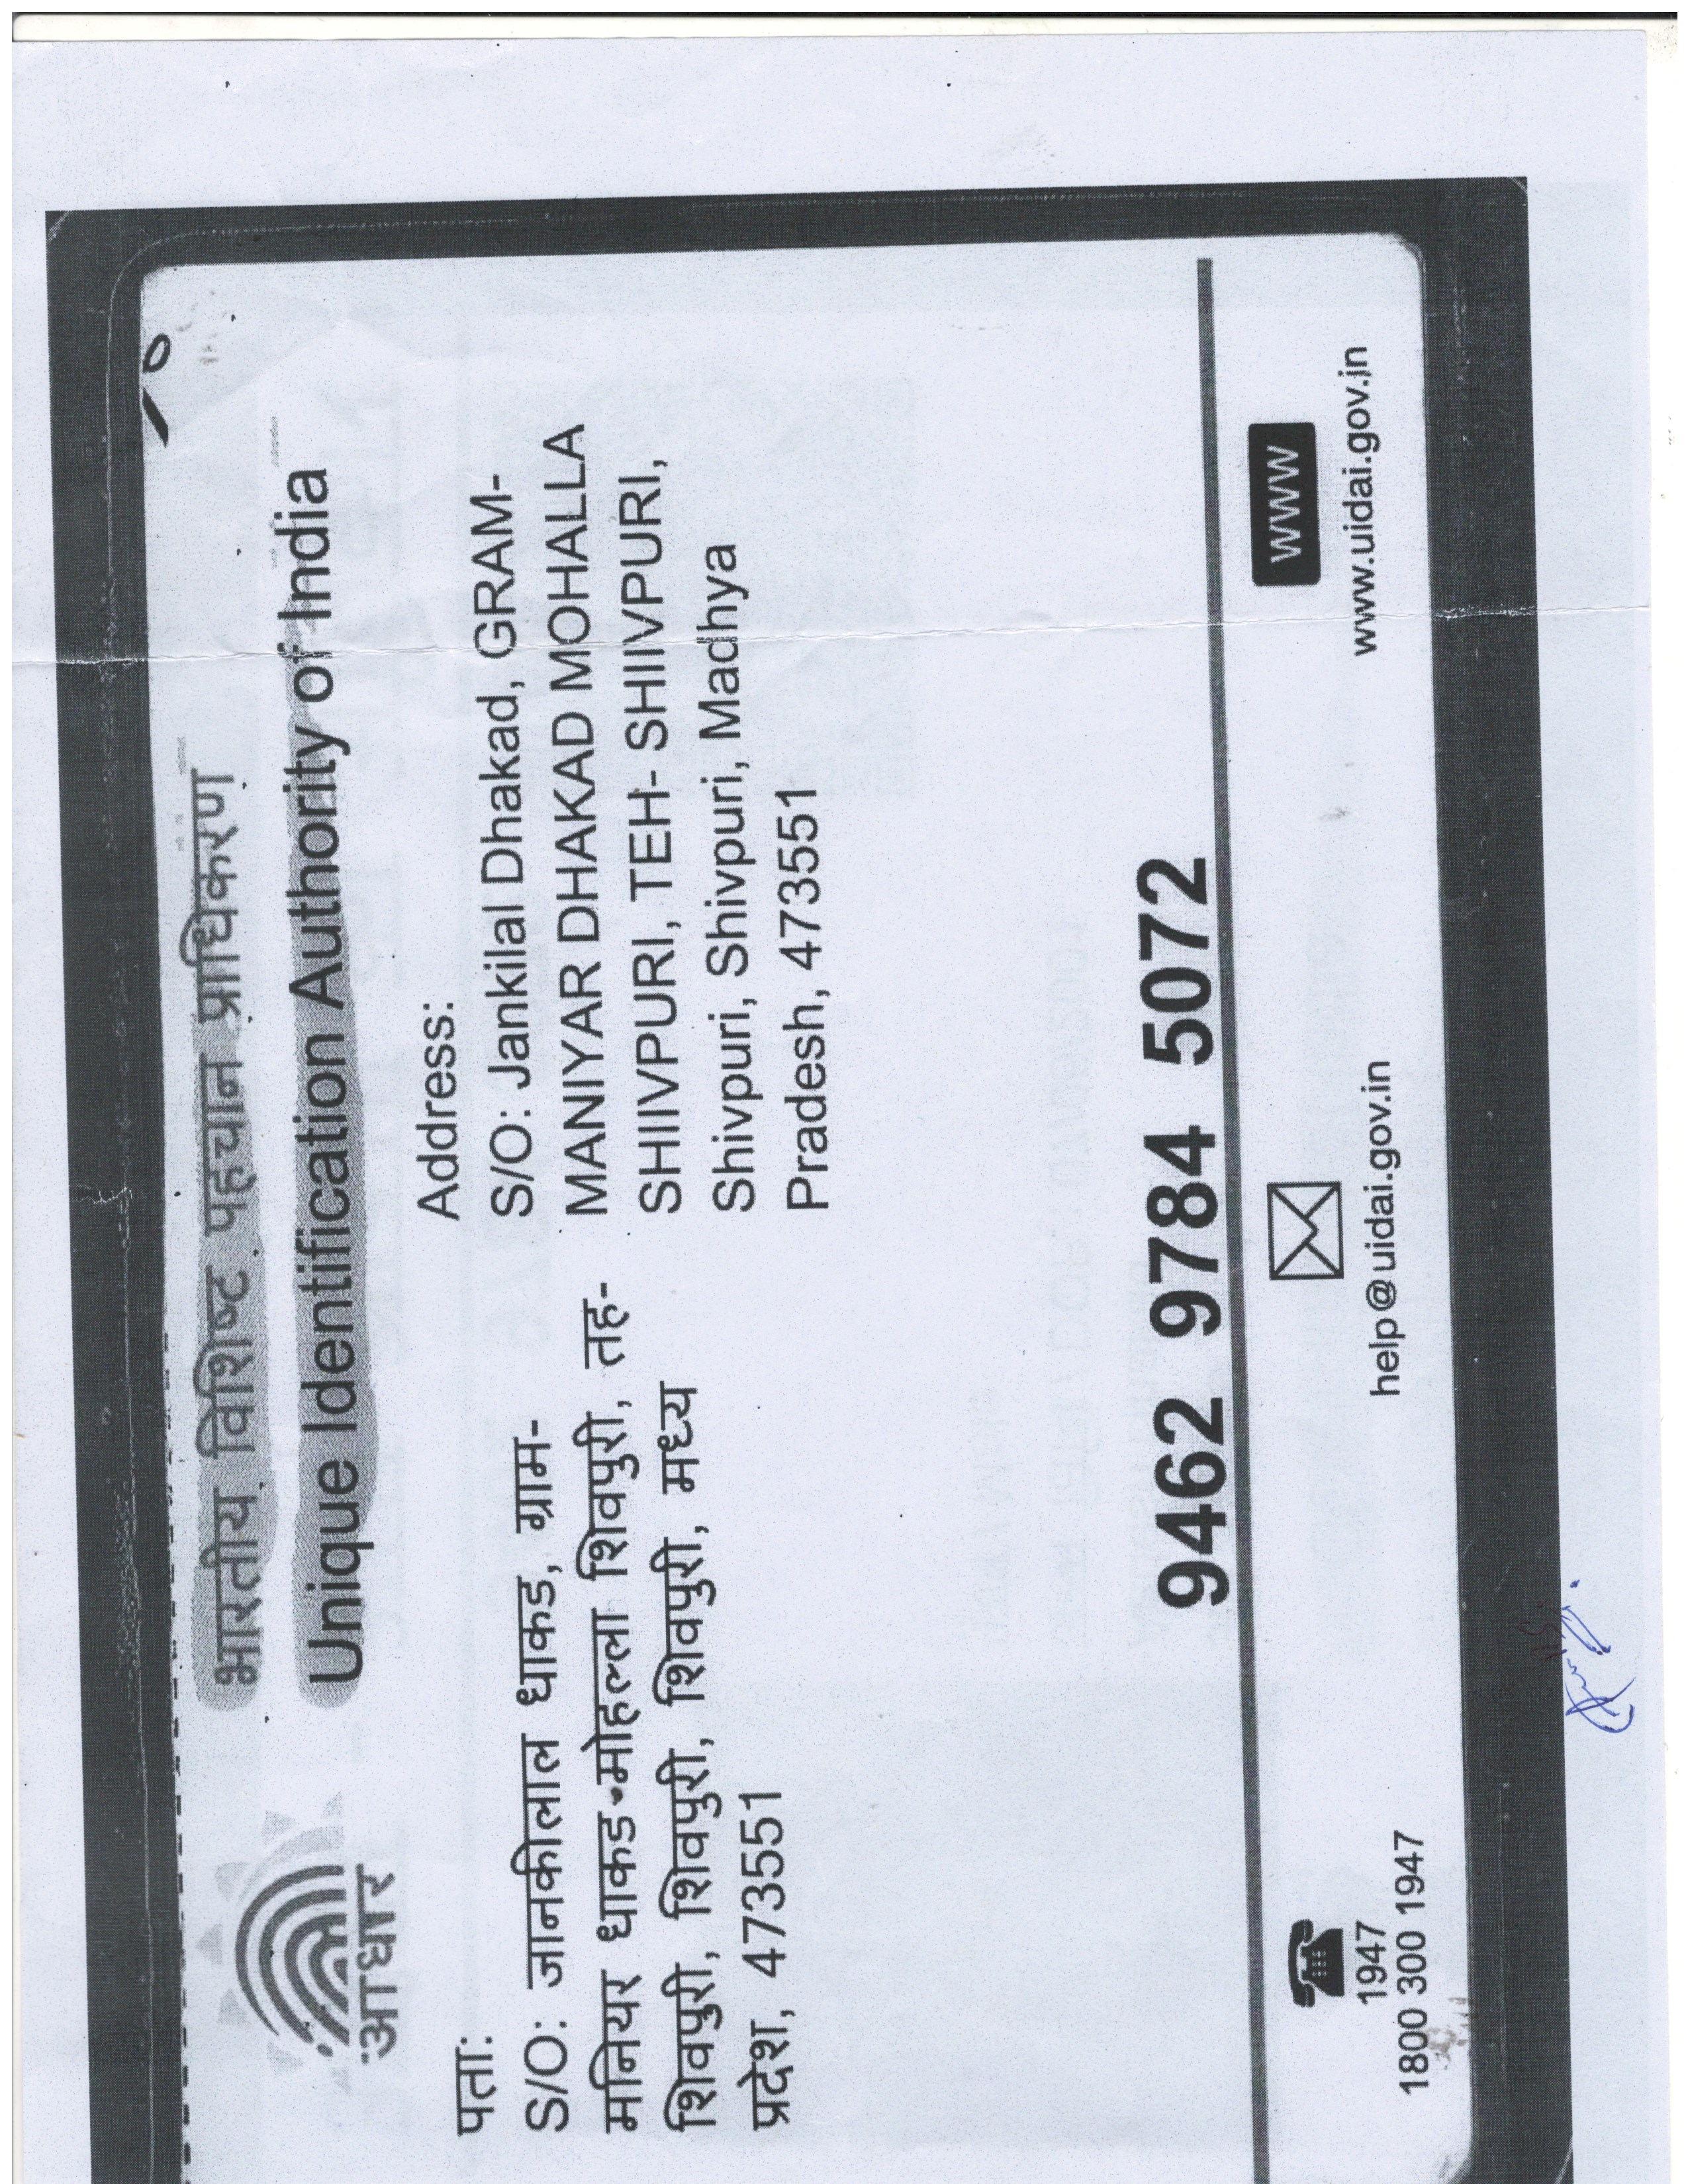 भारतीय विशिष्ट पहचान प्राधिकरण
Unique Identification Authority of India
आधार
पता:
S/O: जानकीलाल धाकड, ग्राम-
मनियर धाकड-मोहल्ला शिवपुरी, तह-
शिवपुरी, शिवपुरी, शिवपुरी, मध्य
प्रदेश, 473551
Address:
S/O: Jankilal Dhakad, GRAM-
MANIYAR DHAKAD MOHALLA
SHIIVPURI, TEH- SHIIVPURI,
Shivpuri, Shivpuri, Madhya
Pradesh, 473551
9462 9784 5072
1947
1800 300 1947
help@uidai.gov.in
www
www.uidai.gov.in